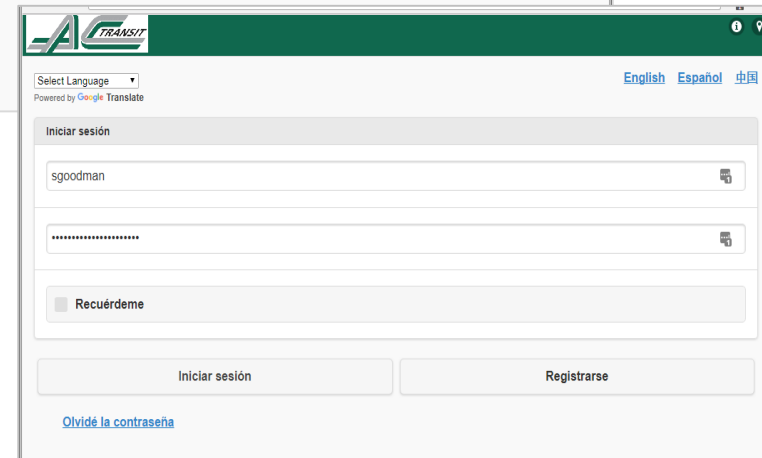 AC TRANSIT
Select Language
English Español 中国
Powered by Google Translate
Iniciar sesión
sgoodman
•••••••••••••••••••••
Recuérdeme
Iniciar sesión
Registrarse
Olvidé la contraseña